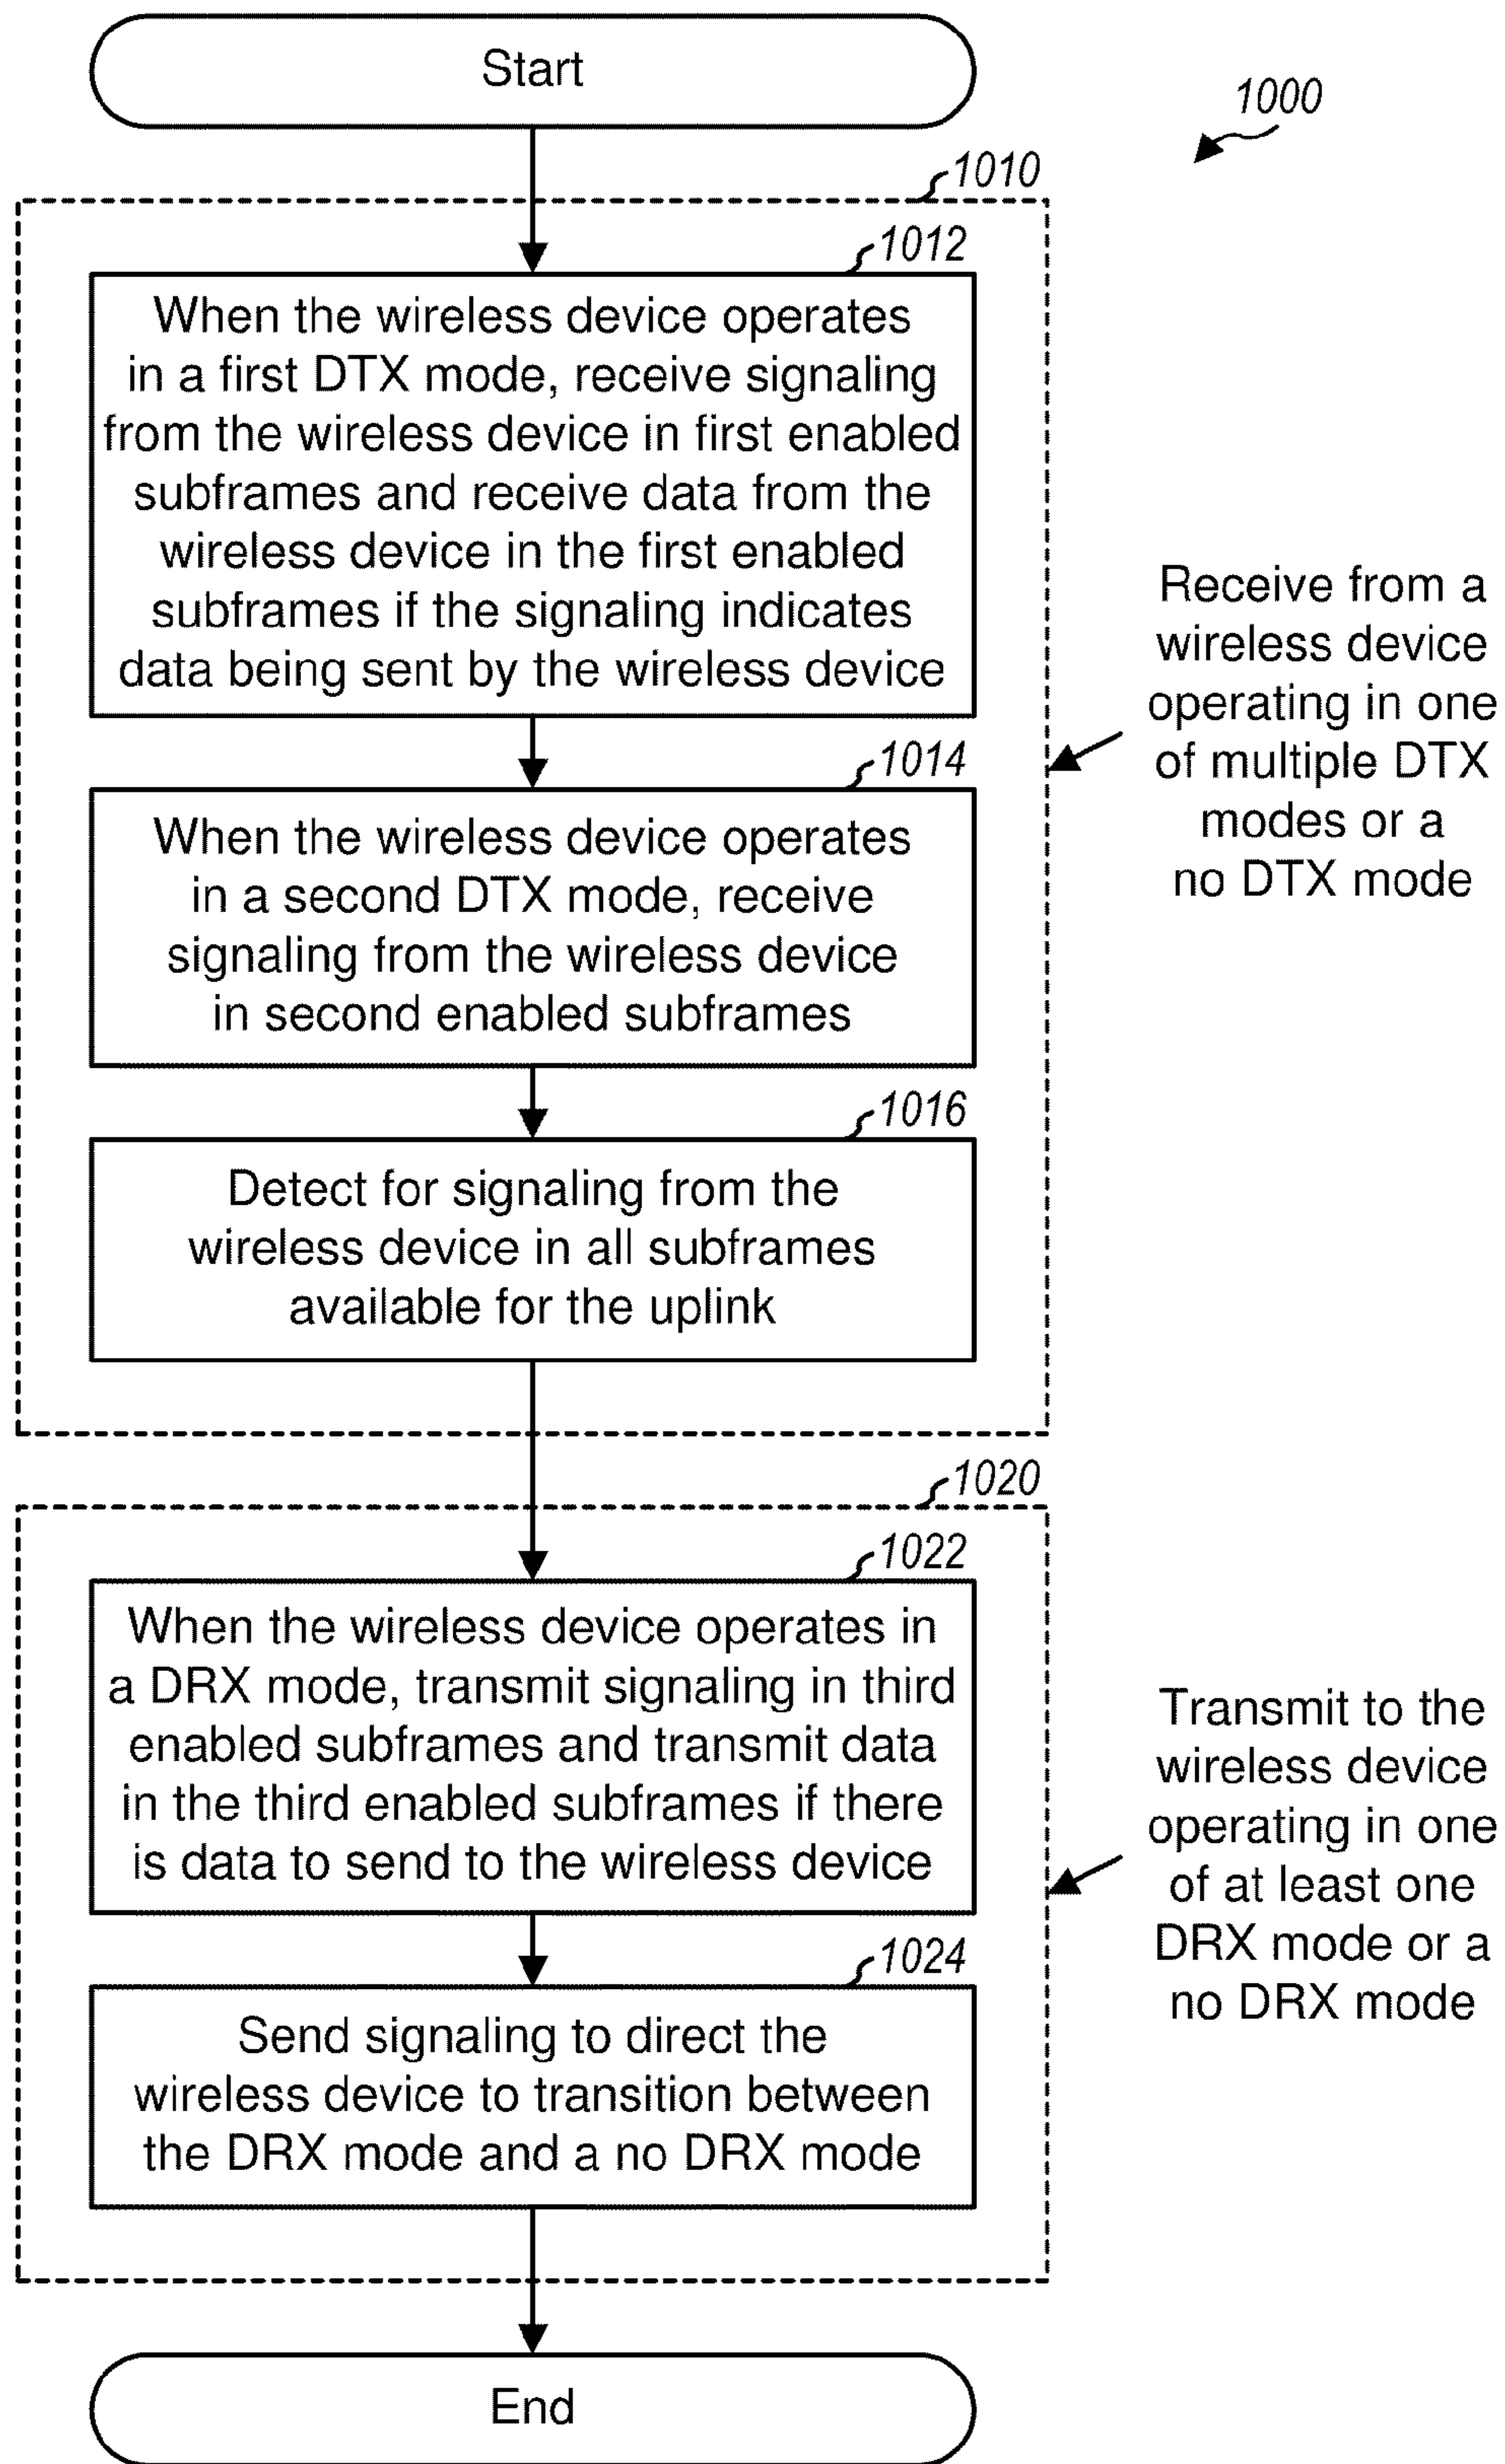 Start
1000
1010
1012
When the wireless device operates
in a first DTX mode, receive signaling
from the wireless device in first enabled
subframes and receive data from the
wireless device in the first enabled
subframes if the signaling indicates
data being sent by the wireless device
Receive from a
wireless device
operating in one
of multiple DTX
modes or a
no DTX mode
1014
When the wireless device operates
in a second DTX mode, receive
signaling from the wireless device
in second enabled subframes
1016
Detect for signaling from the
wireless device in all subframes
available for the uplink
1020
1022
When the wireless device operates in
a DRX mode, transmit signaling in third
enabled subframes and transmit data
in the third enabled subframes if there
is data to send to the wireless device
Transmit to the
wireless device
operating in one
of at least one
DRX mode or a
no DRX mode
1024
Send signaling to direct the
wireless device to transition between
the DRX mode and a no DRX mode
End